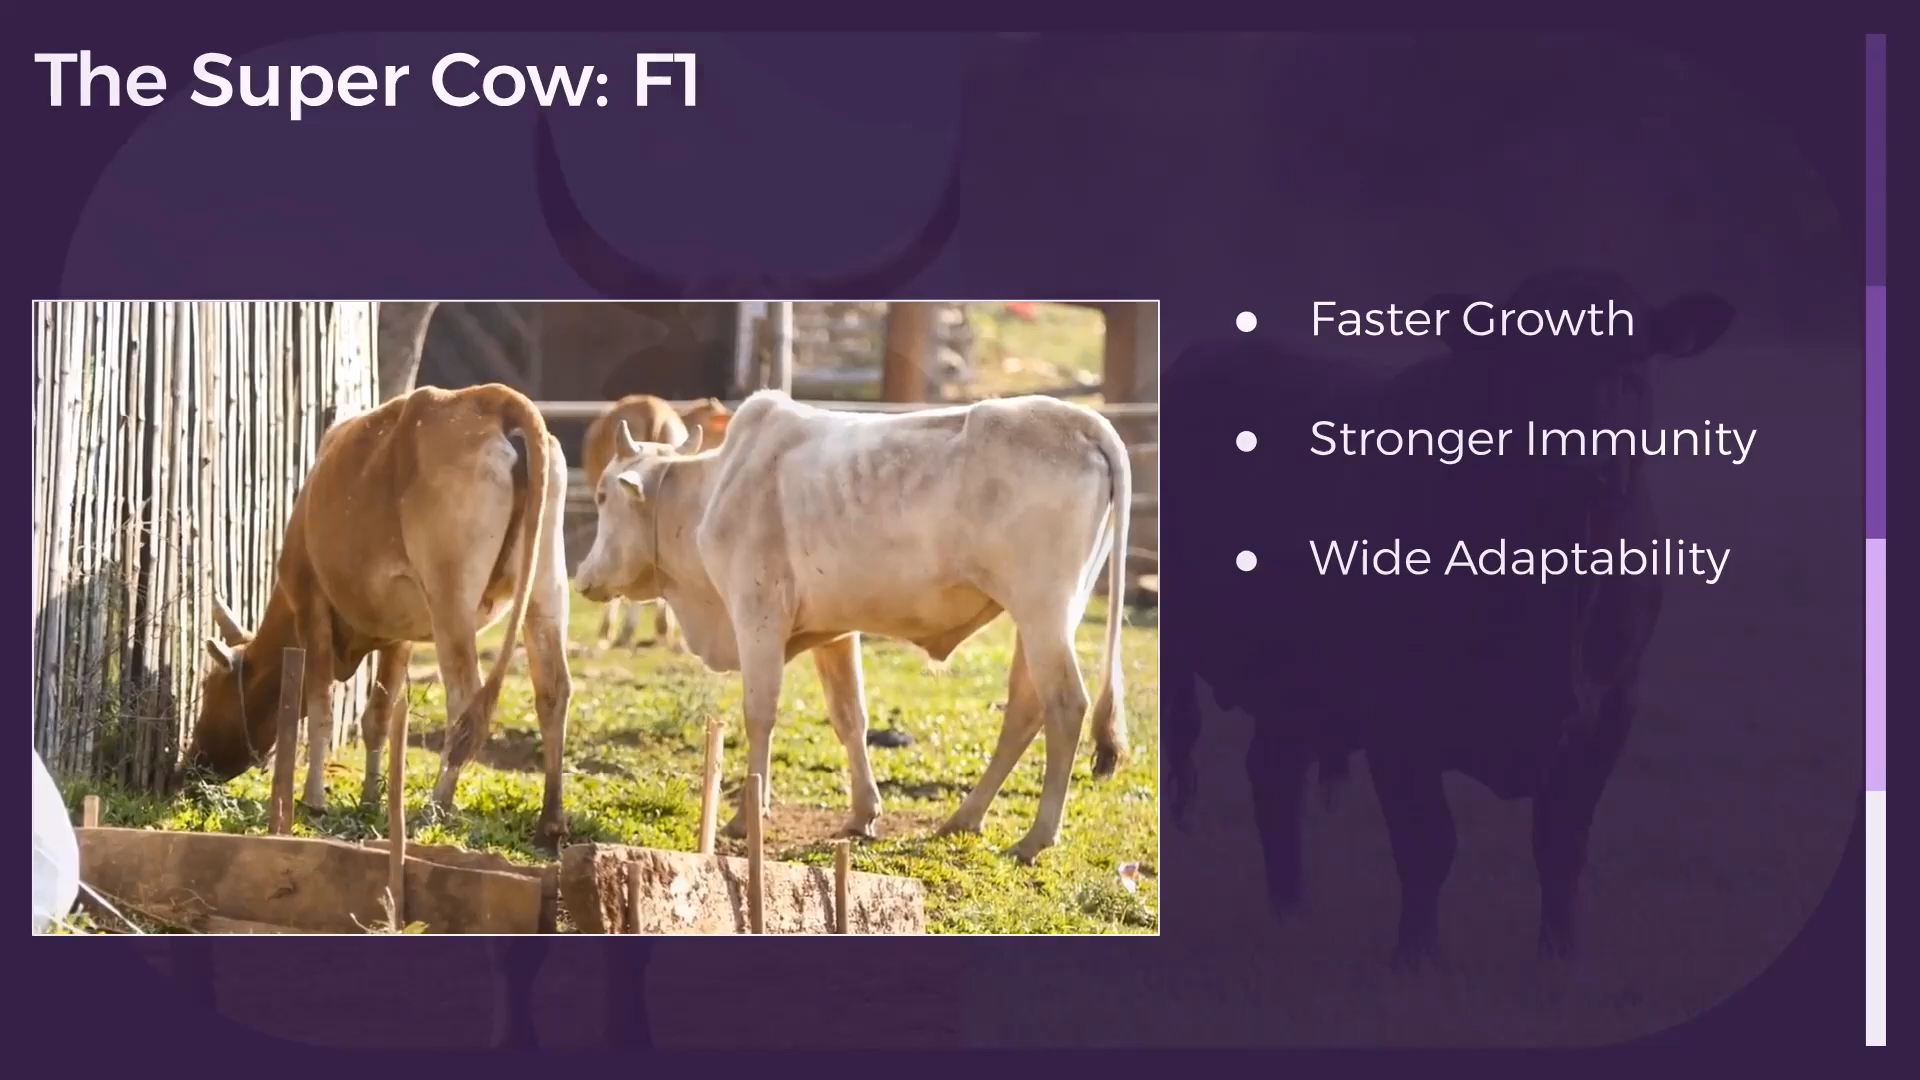 The Super Cow: F1
● Faster Growth
● Stronger Immunity
● Wide Adaptability